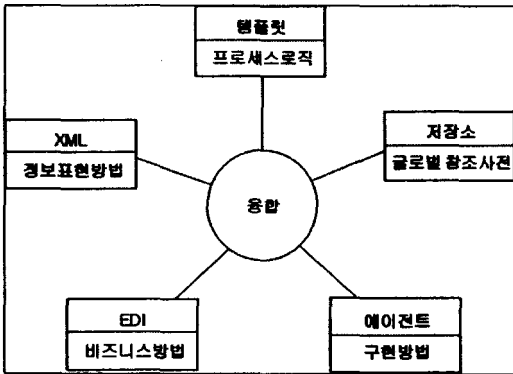 템플릿
프로세스로직
XML
정보표현방법
저장소
글로벌 참조사전
융합
EDI
비즈니스방법
에이전트
구현방법